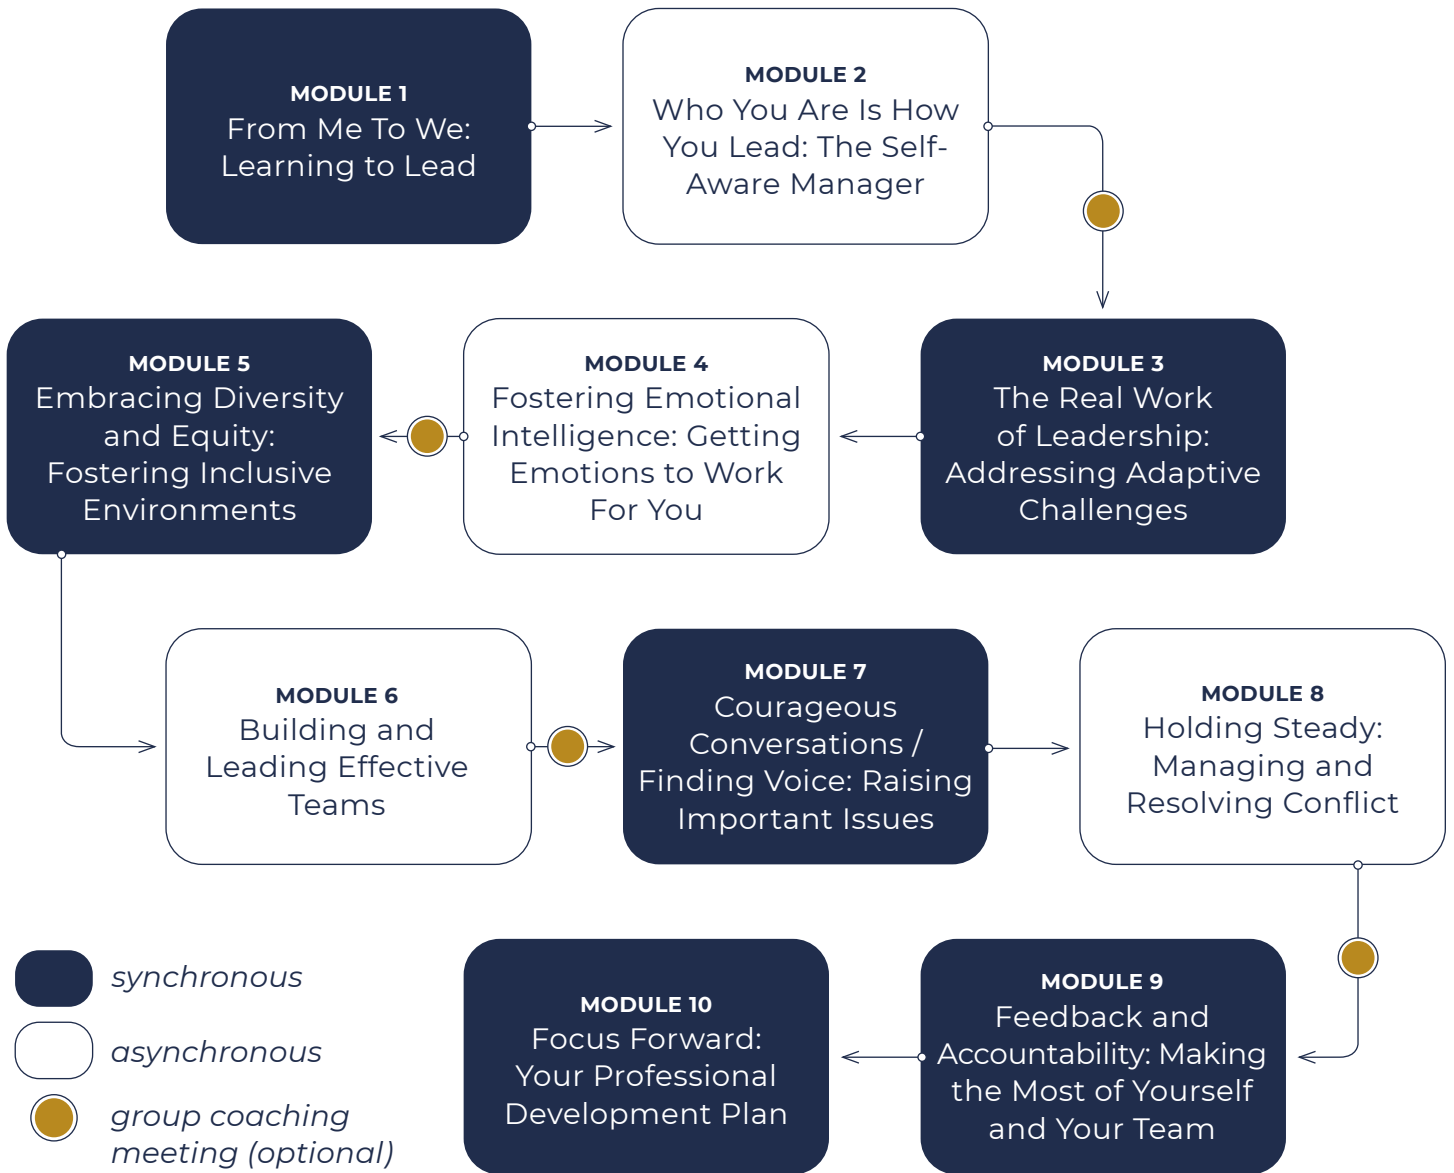 MODULE 1
From Me To We:
Learning to Lead
MODULE 2
Who You Are Is How
You Lead: The Self-
Aware Manager
MODULE 3
The Real Work
of Leadership:
Addressing Adaptive
Challenges
MODULE 4
Fostering Emotional
Intelligence: Getting
Emotions to Work
For You
MODULE 5
Embracing Diversity
and Equity:
Fostering Inclusive
Environments
MODULE 6
Building and
Leading Effective
Teams
MODULE 7
Courageous
Conversations /
Finding Voice: Raising
Important Issues
MODULE 8
Holding Steady:
Managing and
Resolving Conflict
MODULE 9
Feedback and
Accountability: Making
the Most of Yourself
and Your Team
MODULE 10
Focus Forward:
Your Professional
Development Plan
synchronous
asynchronous
group coaching
meeting (optional)